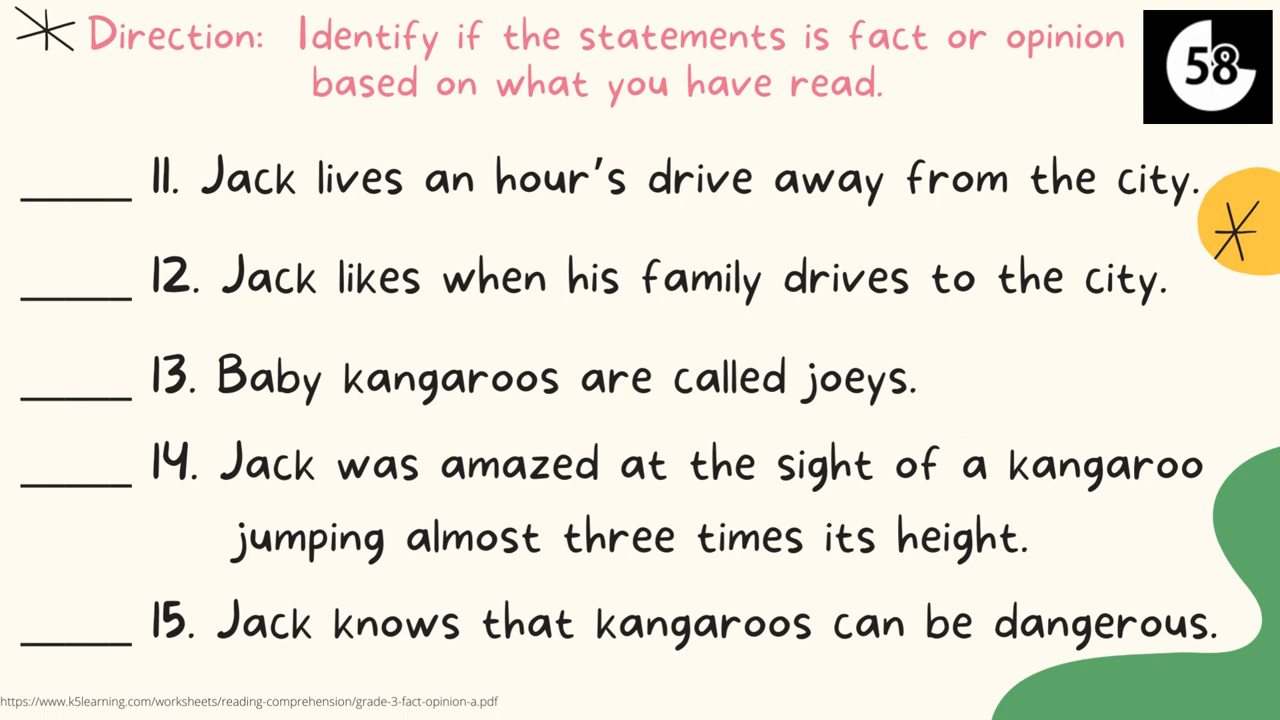 Direction: Identify if the statements is fact or opinion
based on what you have read.
58
_____ 11. Jack lives an hour's drive away from the city.
_____ 12. Jack likes when his family drives to the city.
_____ 13. Baby kangaroos are called joeys.
_____ 14. Jack was amazed at the sight of a kangaroo
jumping almost three times its height.
_____ 15. Jack knows that kangaroos can be dangerous.
https://www.k5learning.com/worksheets/reading-comprehension/grade-3-fact-opinion-a.pdf